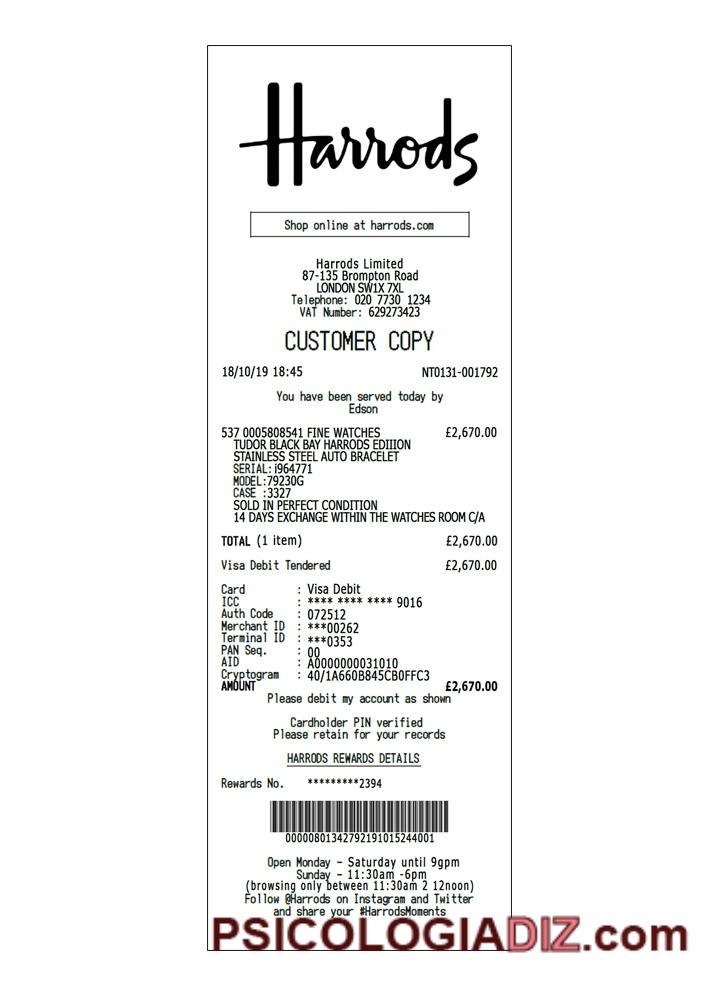 Harrods
Shop online at harrods.com
Harrods Limited
87-135 Brompton Road
LONDON SW1X 7XL
Telephone: 020 7730 1234
VAT Number: 629273423
CUSTOMER COPY
18/10/19 18:45 NT0131-001792
You have been served today by
Edson
537 0005808541 FINE WATCHES £2,670.00
TUDOR BLACK BAY HARRODS EDIIION
STAINLESS STEEL AUTO BRACELET
SERIAL: i964771
MODEL:79230G
CASE :3327
SOLD IN PERFECT CONDITION
14 DAYS EXCHANGE WITHIN THE WATCHES ROOM C/A
TOTAL (1 item) £2,670.00
Visa Debit Tendered £2,670.00
Card : Visa Debit
ICC : **** **** **** 9016
Auth Code : 072512
Merchant ID : ***00262
Terminal ID : ***0353
PAN Seq. : 00
AID : A0000000031010
Cryptogram : 40/1A660B845CB0FFC3
AMOUNT £2,670.00
Please debit my account as shown
Cardholder PIN verified
Please retain for your records
HARRODS REWARDS DETAILS
Rewards No. *********2394
00000801342792191015244001
Open Monday - Saturday until 9pm
Sunday - 11:30am -6pm
(browsing only between 11:30am 2 12noon)
Follow @Harrods on Instagram and Twitter
and share your #HarrodsMoments
PSICOLOGIADIZ.com